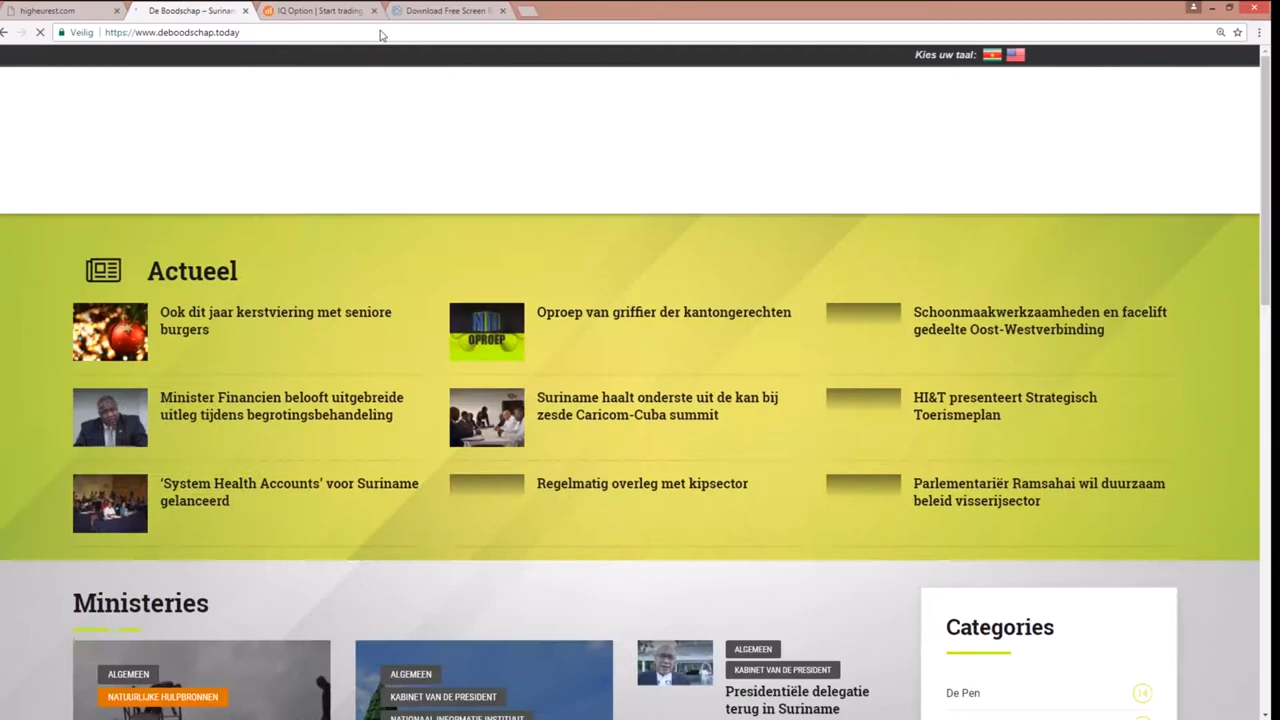 higheurest.com
De Boodschap – Surinam
IQ Option | Start trading
Download Free Screen R
Veilig
https://www.deboodschap.today
Kies uw taal:
Actueel
Ook dit jaar kerstviering met seniore
burgers
OPROEP
Oproep van griffier der kantongerechten
Schoonmaakwerkzaamheden en facelift
gedeelte Oost-Westverbinding
Minister Financien belooft uitgebreide
uitleg tijdens begrotingsbehandeling
Suriname haalt onderste uit de kan bij
zesde Caricom-Cuba summit
HI&T presenteert Strategisch
Toerismeplan
‘System Health Accounts’ voor Suriname
gelanceerd
Regelmatig overleg met kipsector
Parlementariër Ramsahai wil duurzaam
beleid visserijsector
Ministeries
ALGEMEEN
NATUURLIJKE HULPBRONNEN
ALGEMEEN
KABINET VAN DE PRESIDENT
NATIONAAL INFORMATIE INSTITUUT
ALGEMEEN
KABINET VAN DE PRESIDENT
Presidentiële delegatie
terug in Suriname
Categories
De Pen
14